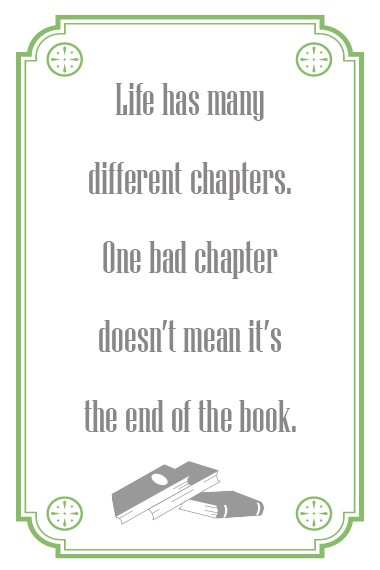 Life has many
different chapters.
One bad chapter
doesn't mean it's
the end of the book.